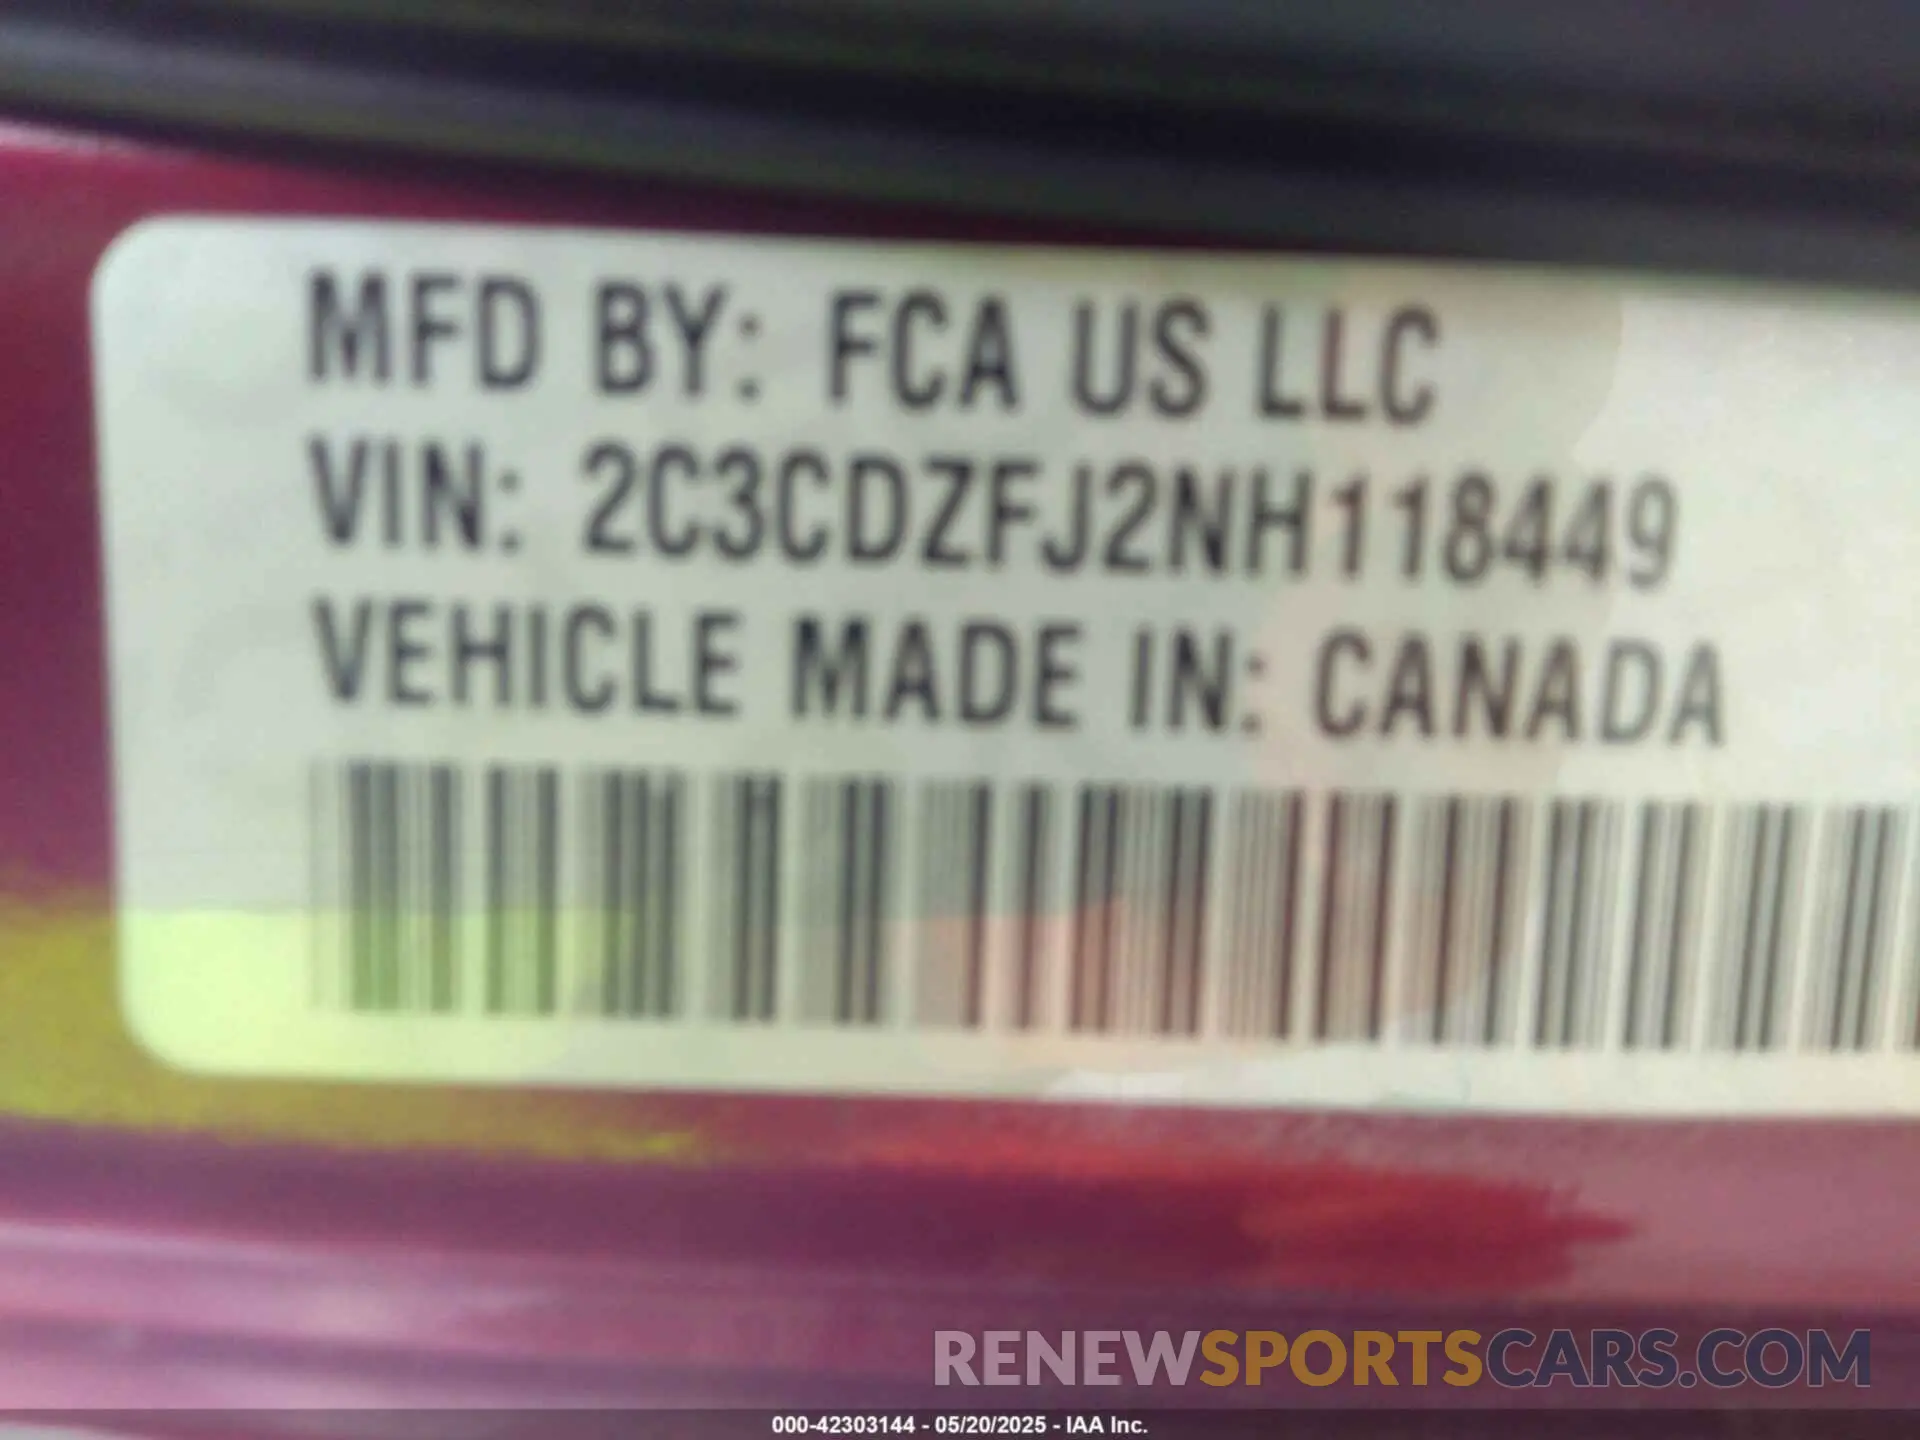 MFD BY: FCA US LLC
VIN: 2C3CDZFJ2NH118449
VEHICLE MADE IN: CANADA
RENEWSPORTSCARS.COM
000-42303144 - 05/20/2025 - IAA Inc.